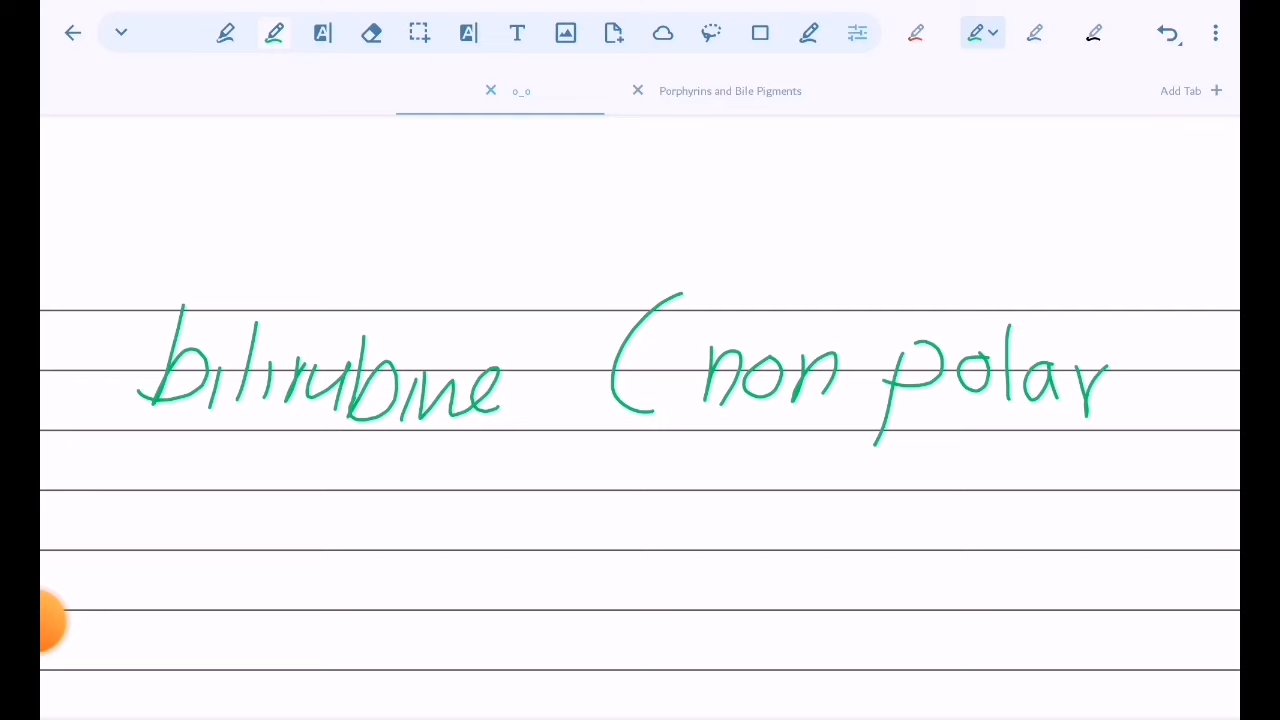 o_o
Porphyrins and Bile Pigments
Add Tab
bilirubine (non polar